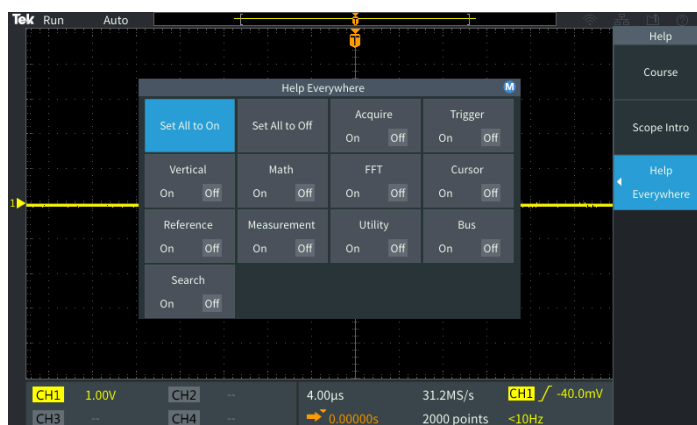 Tek Run Auto
T
T
Help
Help Everywhere M
Course
Set All to On Set All to Off Acquire On Off Trigger On Off
Scope Intro
Vertical On Off Math On Off FFT On Off Cursor On Off
Help
Everywhere
1
Reference On Off Measurement On Off Utility On Off Bus On Off
Search On Off
CH1 1.00V CH2 -- 4.00µs 31.2MS/s CH1 -40.0mV
CH3 -- CH4 -- 0.00000s 2000 points <10Hz